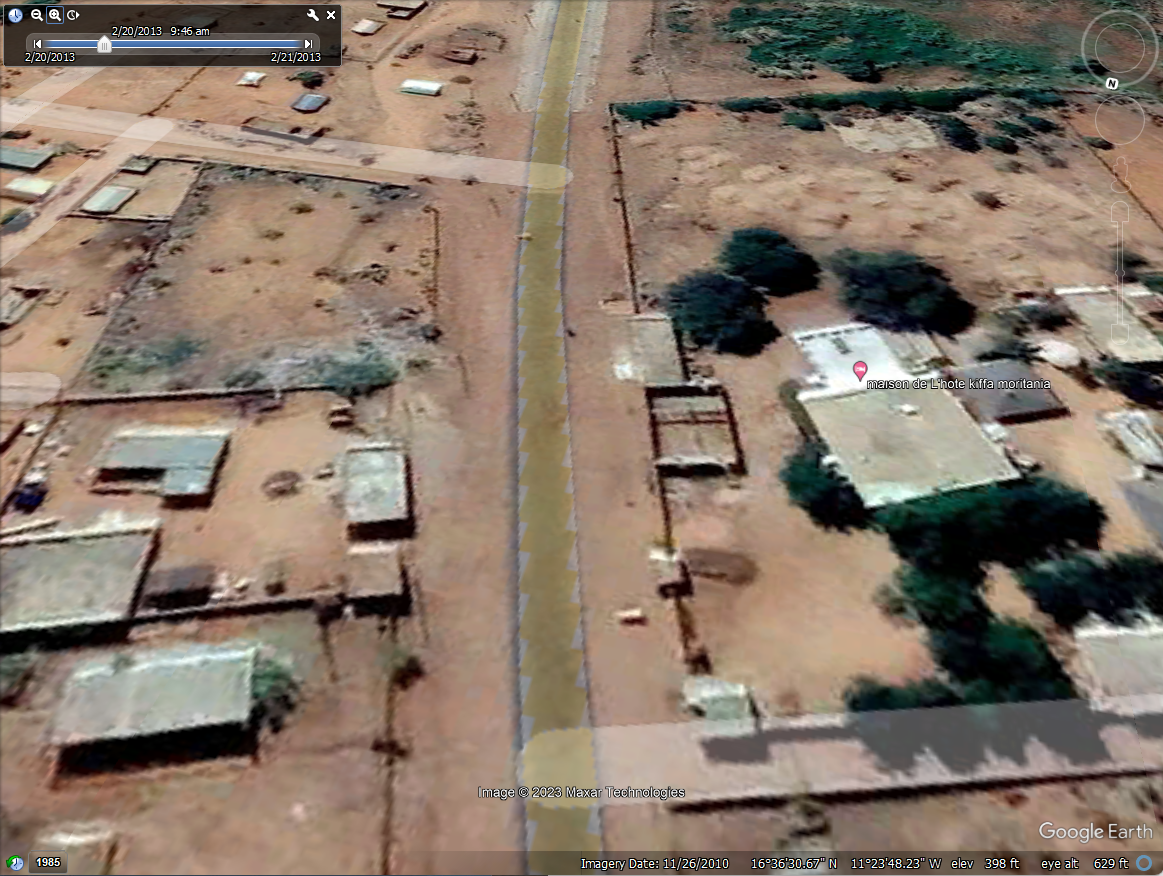 2/20/2013   9:46 am
2/20/2013
2/21/2013
N
maison de L'hote kiffa moritania
Image © 2023 Maxar Technologies
Google Earth
1985
Imagery Date: 11/26/2010   16°36'30.67" N   11°23'48.23" W   elev   398 ft   eye alt   629 ft